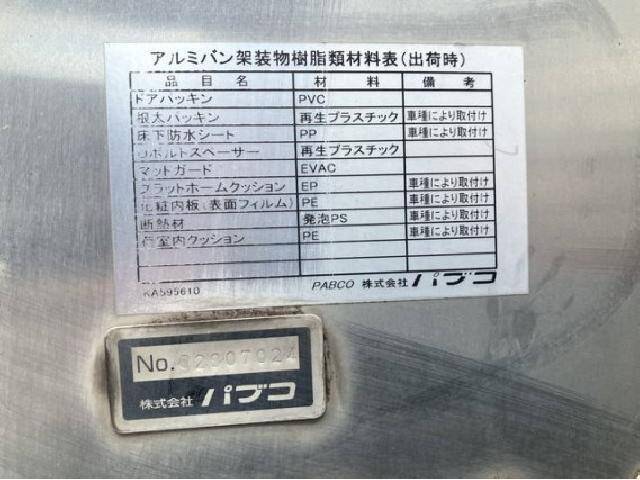 アルミバン架装物樹脂類材料表(出荷時)
品 目 名 材 料 備 考
ドアパッキン PVC
根太パッキン 再生プラスチック 車種により取付け
床下防水シート PP 車種により取付け
Uボルトスペーサー 再生プラスチック
マットガード EVAC
プラットホームクッション EP 車種により取付け
化粧内板(表面フィルム) PE 車種により取付け
断熱材 発泡PS 車種により取付け
荷室内クッション PE 車種により取付け
KA595610 PABCO 株式会社 パブコ
No.
株式会社 パブコ